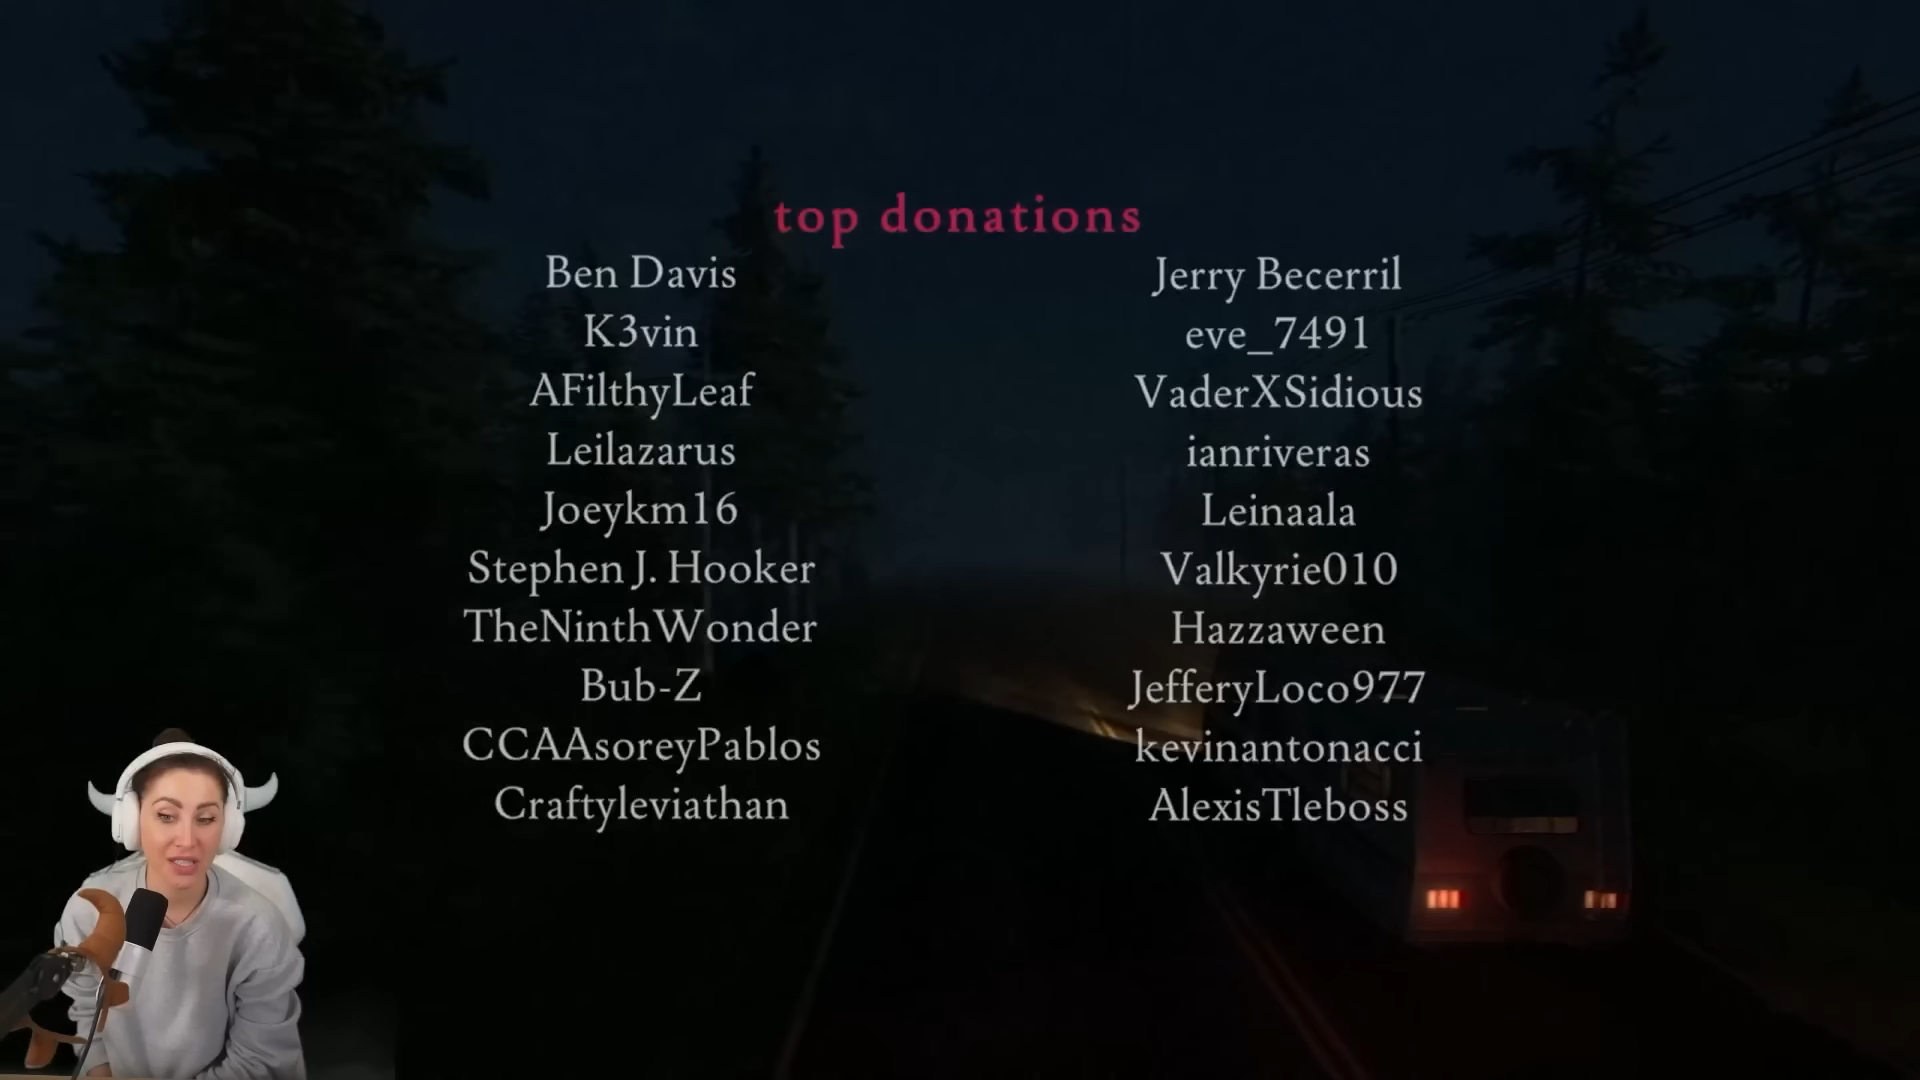 top donations
Ben Davis
K3vin
AFilthyLeaf
Leilazarus
Joeykm16
Stephen J. Hooker
TheNinthWonder
Bub-Z
CCAAsoreyPablos
Craftyleviathan
Jerry Becerril
eve_7491
VaderXSidious
ianriveras
Leinaala
Valkyrie010
Hazzaween
JefferyLoco977
kevinantonacci
AlexisTleboss